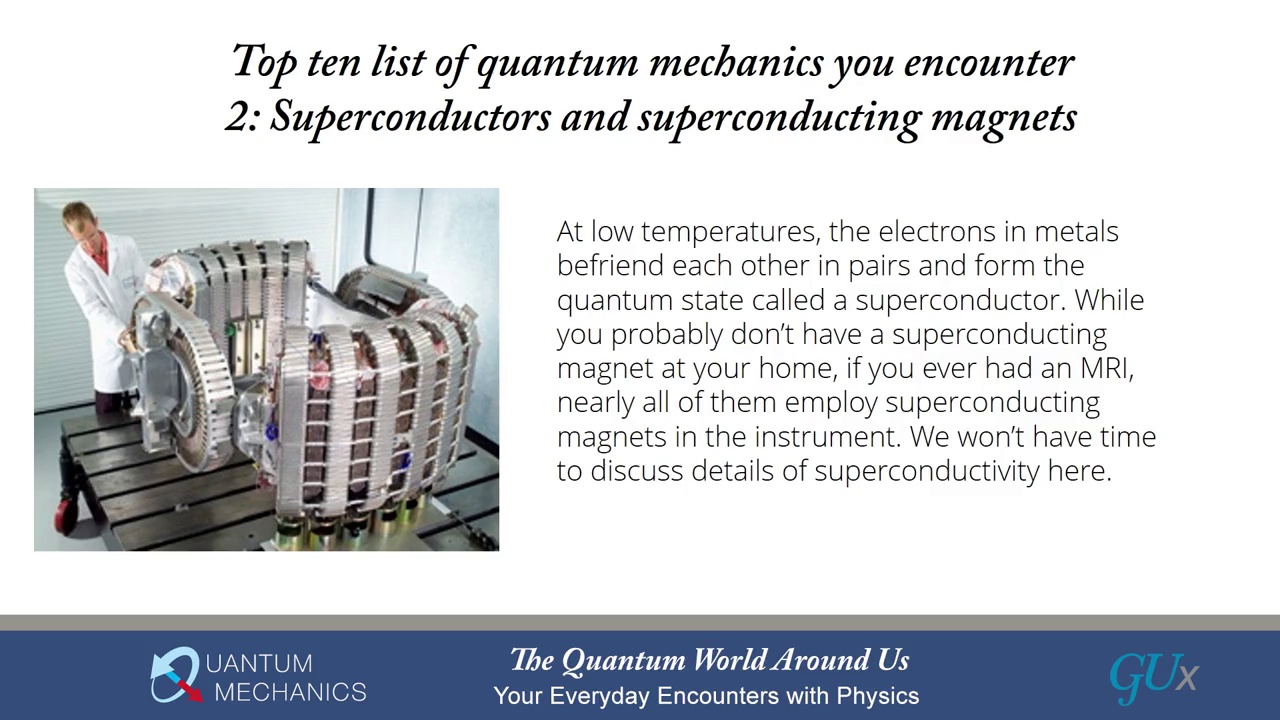 Top ten list of quantum mechanics you encounter
2: Superconductors and superconducting magnets
At low temperatures, the electrons in metals
befriend each other in pairs and form the
quantum state called a superconductor. While
you probably don’t have a superconducting
magnet at your home, if you ever had an MRI,
nearly all of them employ superconducting
magnets in the instrument. We won’t have time
to discuss details of superconductivity here.
QUANTUM
MECHANICS
The Quantum World Around Us
Your Everyday Encounters with Physics
GUx